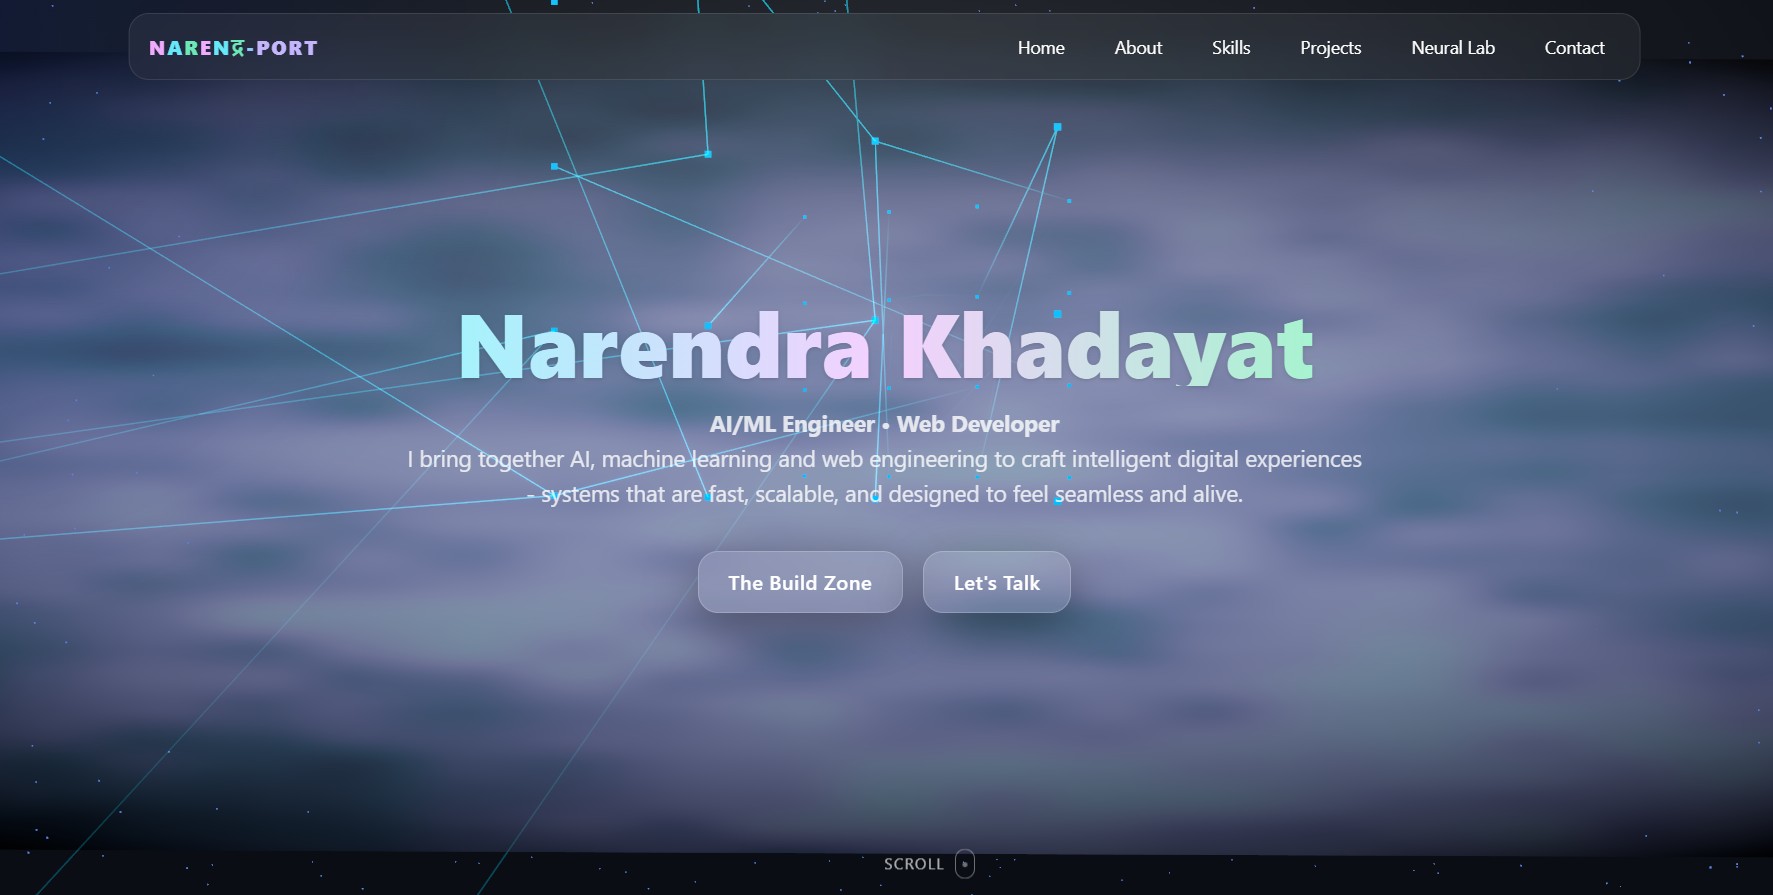 NARENद्र-PORT
Home About Skills Projects Neural Lab Contact
Narendra Khadayat
AI/ML Engineer • Web Developer
I bring together AI, machine learning and web engineering to craft intelligent digital experiences
- systems that are fast, scalable, and designed to feel seamless and alive.
The Build Zone Let's Talk
SCROLL